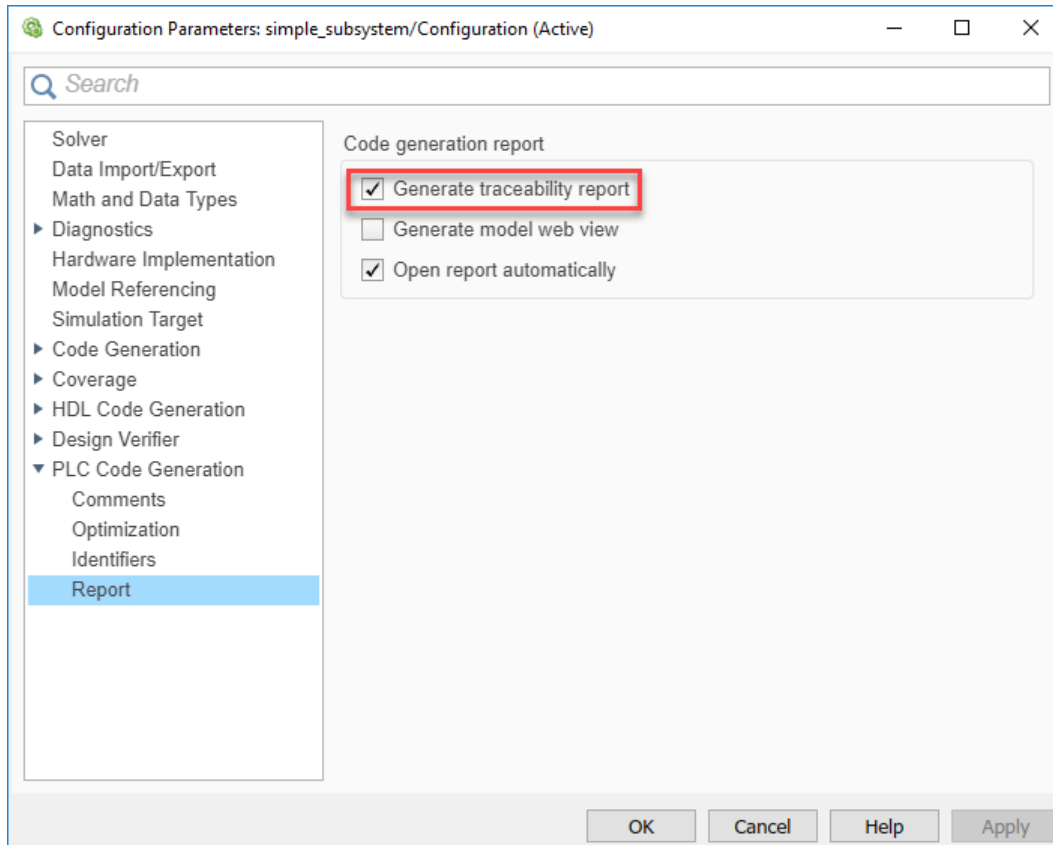 Configuration Parameters: simple_subsystem/Configuration (Active)
Search
Solver
Data Import/Export
Math and Data Types
Diagnostics
Hardware Implementation
Model Referencing
Simulation Target
Code Generation
Coverage
HDL Code Generation
Design Verifier
PLC Code Generation
Comments
Optimization
Identifiers
Report
Code generation report
Generate traceability report
Generate model web view
Open report automatically
OK
Cancel
Help
Apply